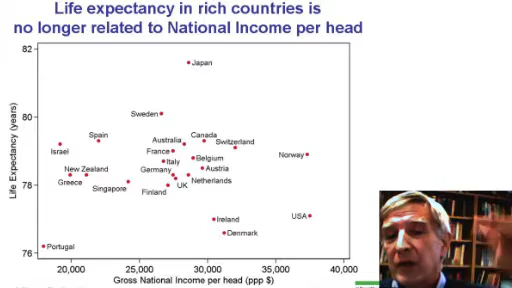 Life expectancy in rich countries is
no longer related to National Income per head
82
Japan
Sweden
80
Spain
Australia
Canada
Switzerland
Israel
France
Norway
Italy
Belgium
New Zealand
Germany
Austria
Greece
Singapore
UK
Netherlands
78
Finland
Ireland
USA
Denmark
Portugal
76
Life Expectancy (years)
20,000 25,000 30,000 35,000 40,000
Gross National Income per head (ppp $)